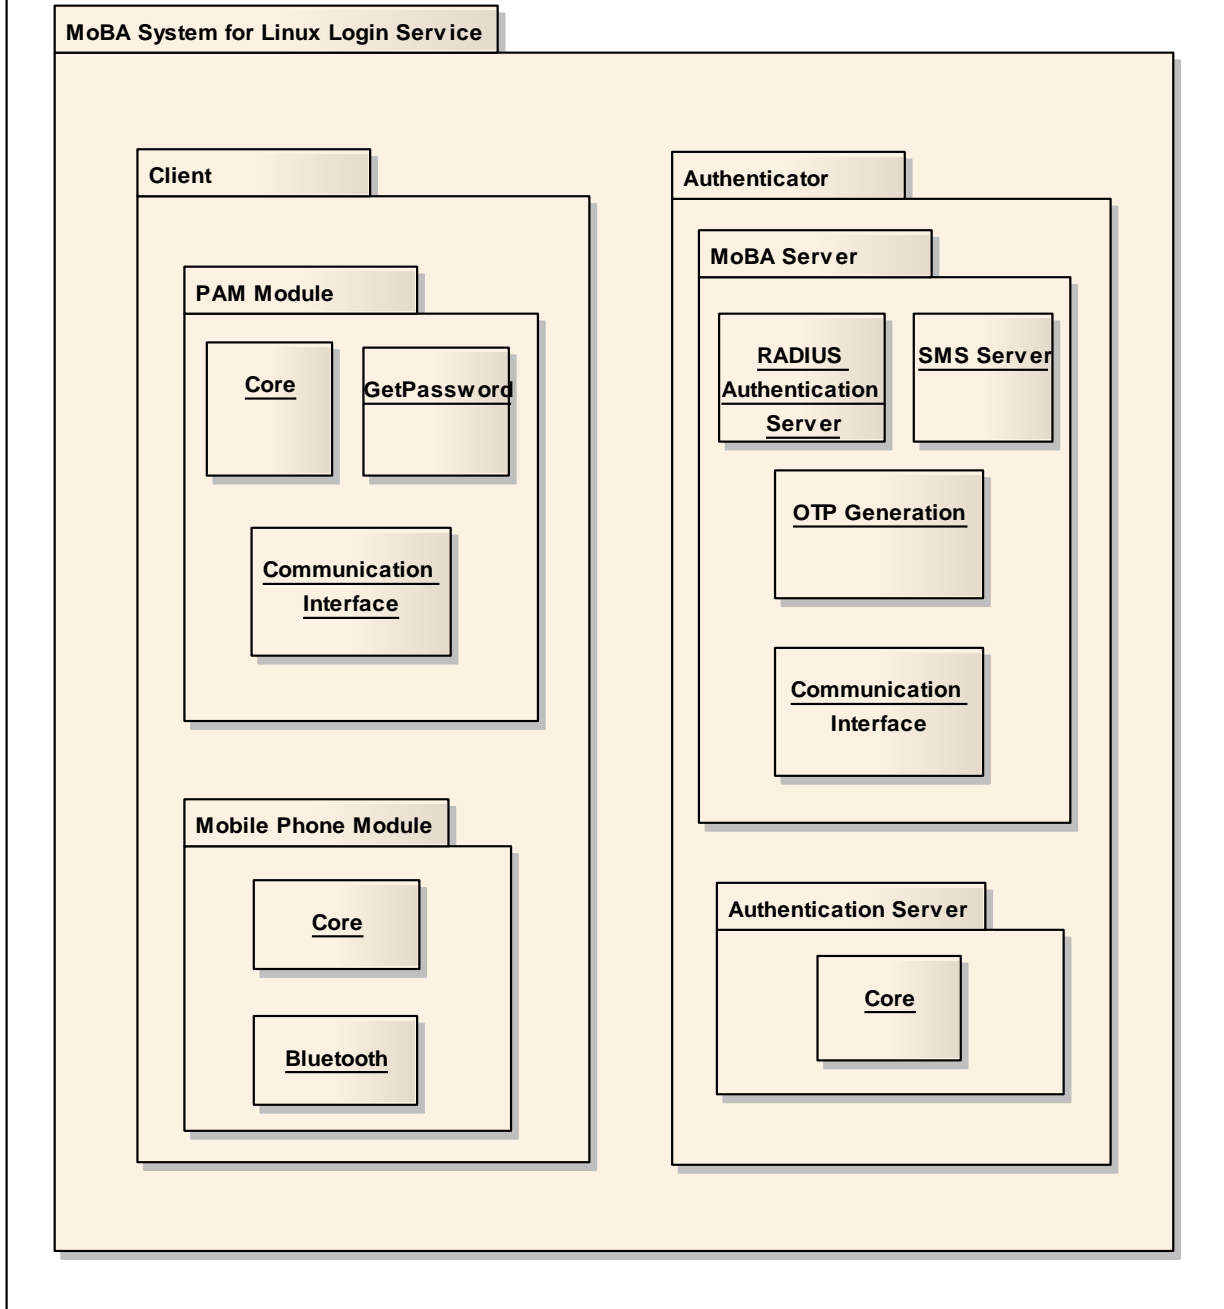 MoBA System for Linux Login Service
Client
PAM Module
Core
GetPassword
Communication
Interface
Mobile Phone Module
Core
Bluetooth
Authenticator
MoBA Server
RADIUS
Authentication
Server
SMS Server
OTP Generation
Communication
Interface
Authentication Server
Core